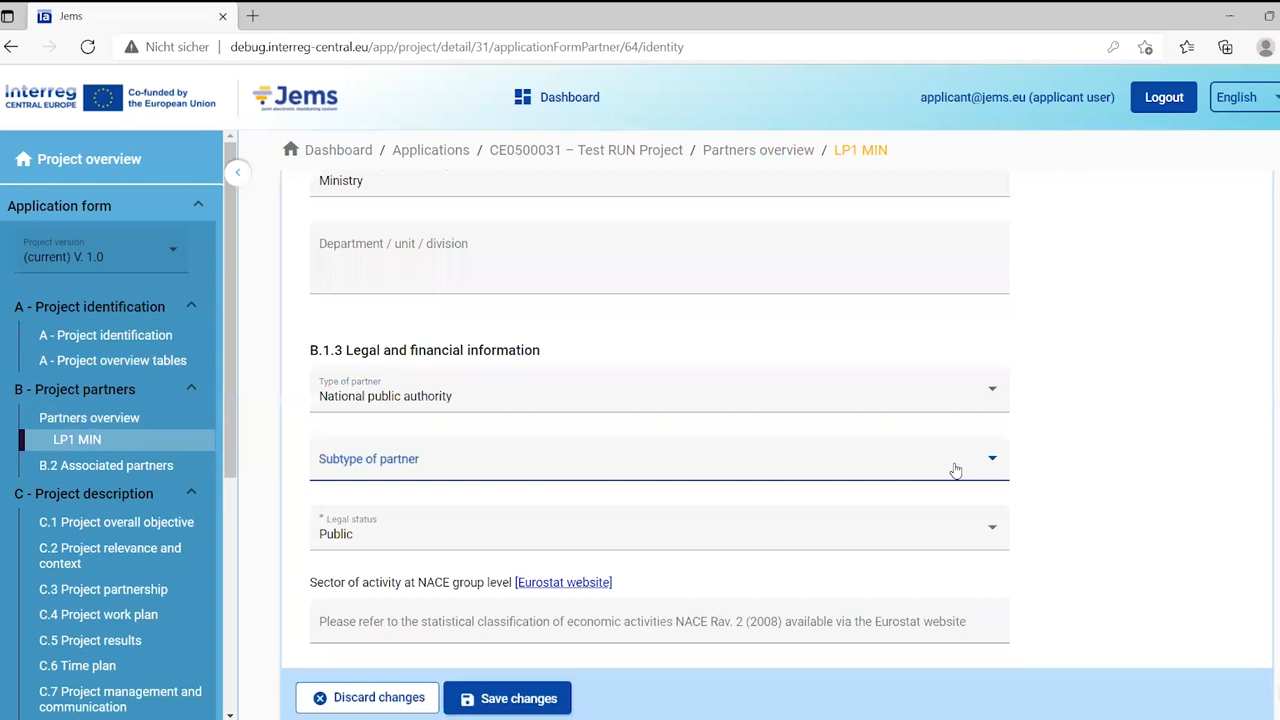 Jems
Nicht sicher debug.interreg-central.eu/app/project/detail/31/applicationFormPartner/64/identity
Interreg
CENTRAL EUROPE
Co-funded by
the European Union
Jems
Joint electronic monitoring system
Dashboard
applicant@jems.eu (applicant user)
Logout
English
Project overview
Application form
Project version
(current) V. 1.0
A - Project identification
A - Project identification
A - Project overview tables
B - Project partners
Partners overview
LP1 MIN
B.2 Associated partners
C - Project description
C.1 Project overall objective
C.2 Project relevance and
context
C.3 Project partnership
C.4 Project work plan
C.5 Project results
C.6 Time plan
C.7 Project management and
communication
Dashboard / Applications / CE0500031 – Test RUN Project / Partners overview / LP1 MIN
Ministry
Department / unit / division
B.1.3 Legal and financial information
Type of partner
National public authority
Subtype of partner
* Legal status
Public
Sector of activity at NACE group level [Eurostat website]
Please refer to the statistical classification of economic activities NACE Rav. 2 (2008) available via the Eurostat website
Discard changes
Save changes